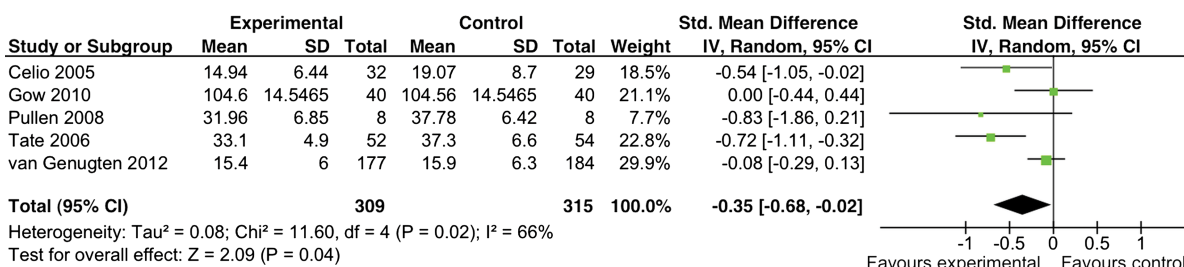 Experimental Control Std. Mean Difference Std. Mean Difference
Study or Subgroup Mean SD Total Mean SD Total Weight IV, Random, 95% CI IV, Random, 95% CI
Celio 2005 14.94 6.44 32 19.07 8.7 29 18.5% -0.54 [-1.05, -0.02]
Gow 2010 104.6 14.5465 40 104.56 14.5465 40 21.1% 0.00 [-0.44, 0.44]
Pullen 2008 31.96 6.85 8 37.78 6.42 8 7.7% -0.83 [-1.86, 0.21]
Tate 2006 33.1 4.9 52 37.3 6.6 54 22.8% -0.72 [-1.11, -0.32]
van Genugten 2012 15.4 6 177 15.9 6.3 184 29.9% -0.08 [-0.29, 0.13]
Total (95% CI) 309 315 100.0% -0.35 [-0.68, -0.02]
Heterogeneity: Tau² = 0.08; Chi² = 11.60, df = 4 (P = 0.02); I² = 66%
Test for overall effect: Z = 2.09 (P = 0.04)
-1 -0.5 0 0.5 1
Favours experimental Favours control